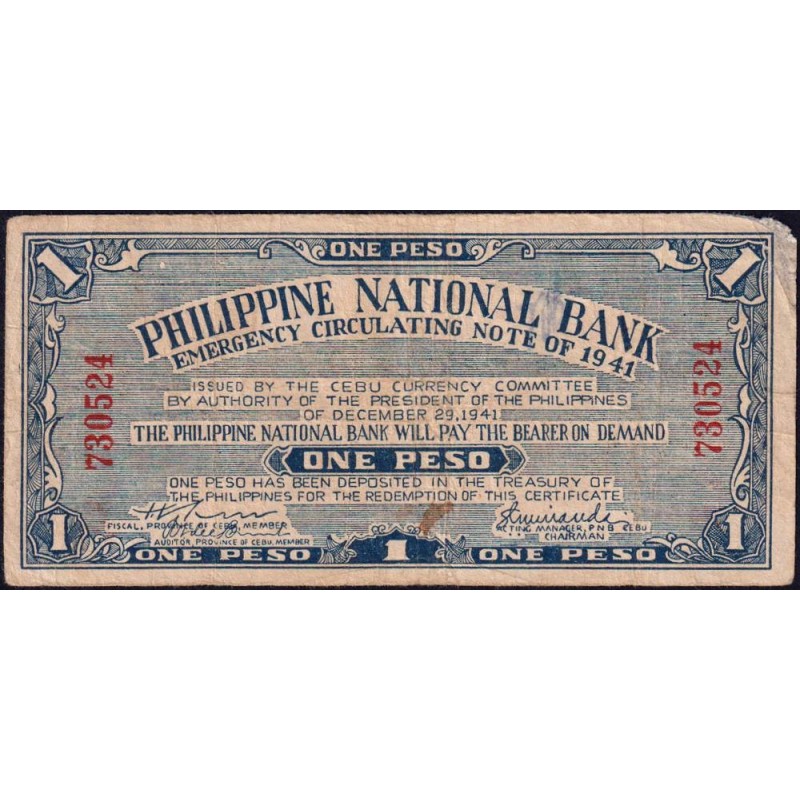 1 ONE PESO 1
PHILIPPINE NATIONAL BANK
EMERGENCY CIRCULATING NOTE OF 1941
730524
730524
ISSUED BY THE CEBU CURRENCY COMMITTEE
BY AUTHORITY OF THE PRESIDENT OF THE PHILIPPINES
OF DECEMBER 29, 1941
THE PHILIPPINE NATIONAL BANK WILL PAY THE BEARER ON DEMAND
ONE PESO
ONE PESO HAS BEEN DEPOSITED IN THE TREASURY OF
THE PHILIPPINES FOR THE REDEMPTION OF THIS CERTIFICATE
FISCAL, PROVINCE OF CEBU, MEMBER
AUDITOR, PROVINCE OF CEBU, MEMBER
ACTING MANAGER, PNB CEBU
CHAIRMAN
1 ONE PESO 1 ONE PESO 1